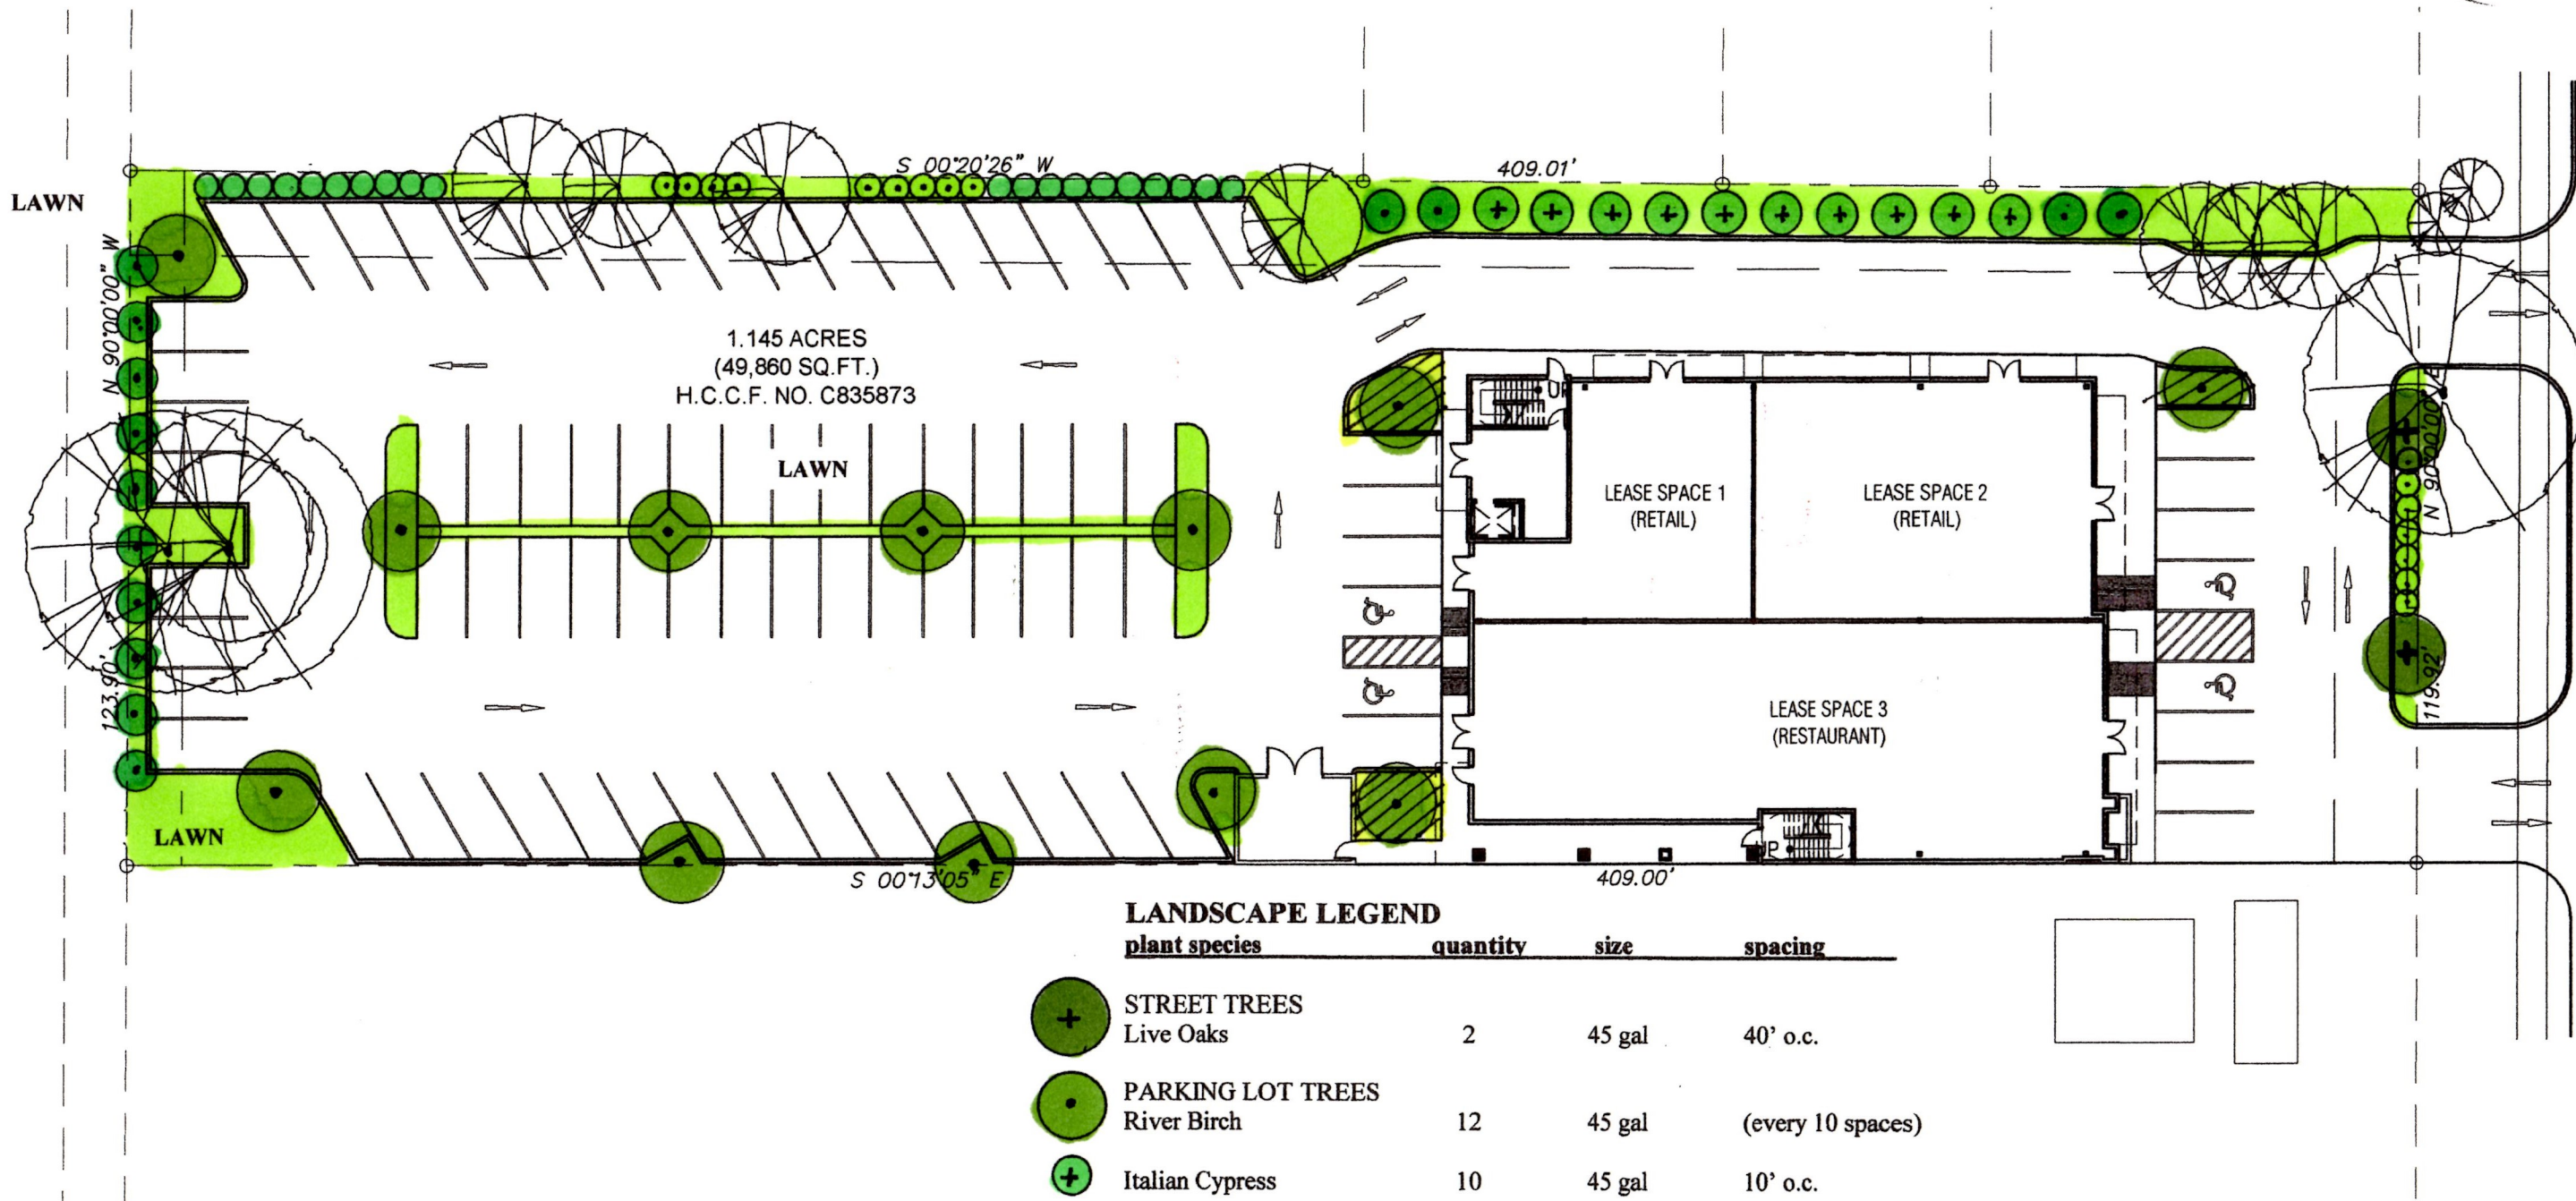 S 00°20'26" W
409.01'
LAWN
N 90°00'00" W
1.145 ACRES
(49,860 SQ.FT.)
H.C.C.F. NO. C835873
UP
LAWN
LEASE SPACE 1
(RETAIL)
LEASE SPACE 2
(RETAIL)
N 90°00'00" E
123.90'
119.92'
LEASE SPACE 3
(RESTAURANT)
LAWN
UP
S 00°13'05" E
409.00'
LANDSCAPE LEGEND
plant species quantity size spacing
STREET TREES
Live Oaks 2 45 gal 40' o.c.
PARKING LOT TREES
River Birch 12 45 gal (every 10 spaces)
Italian Cypress 10 45 gal 10' o.c.